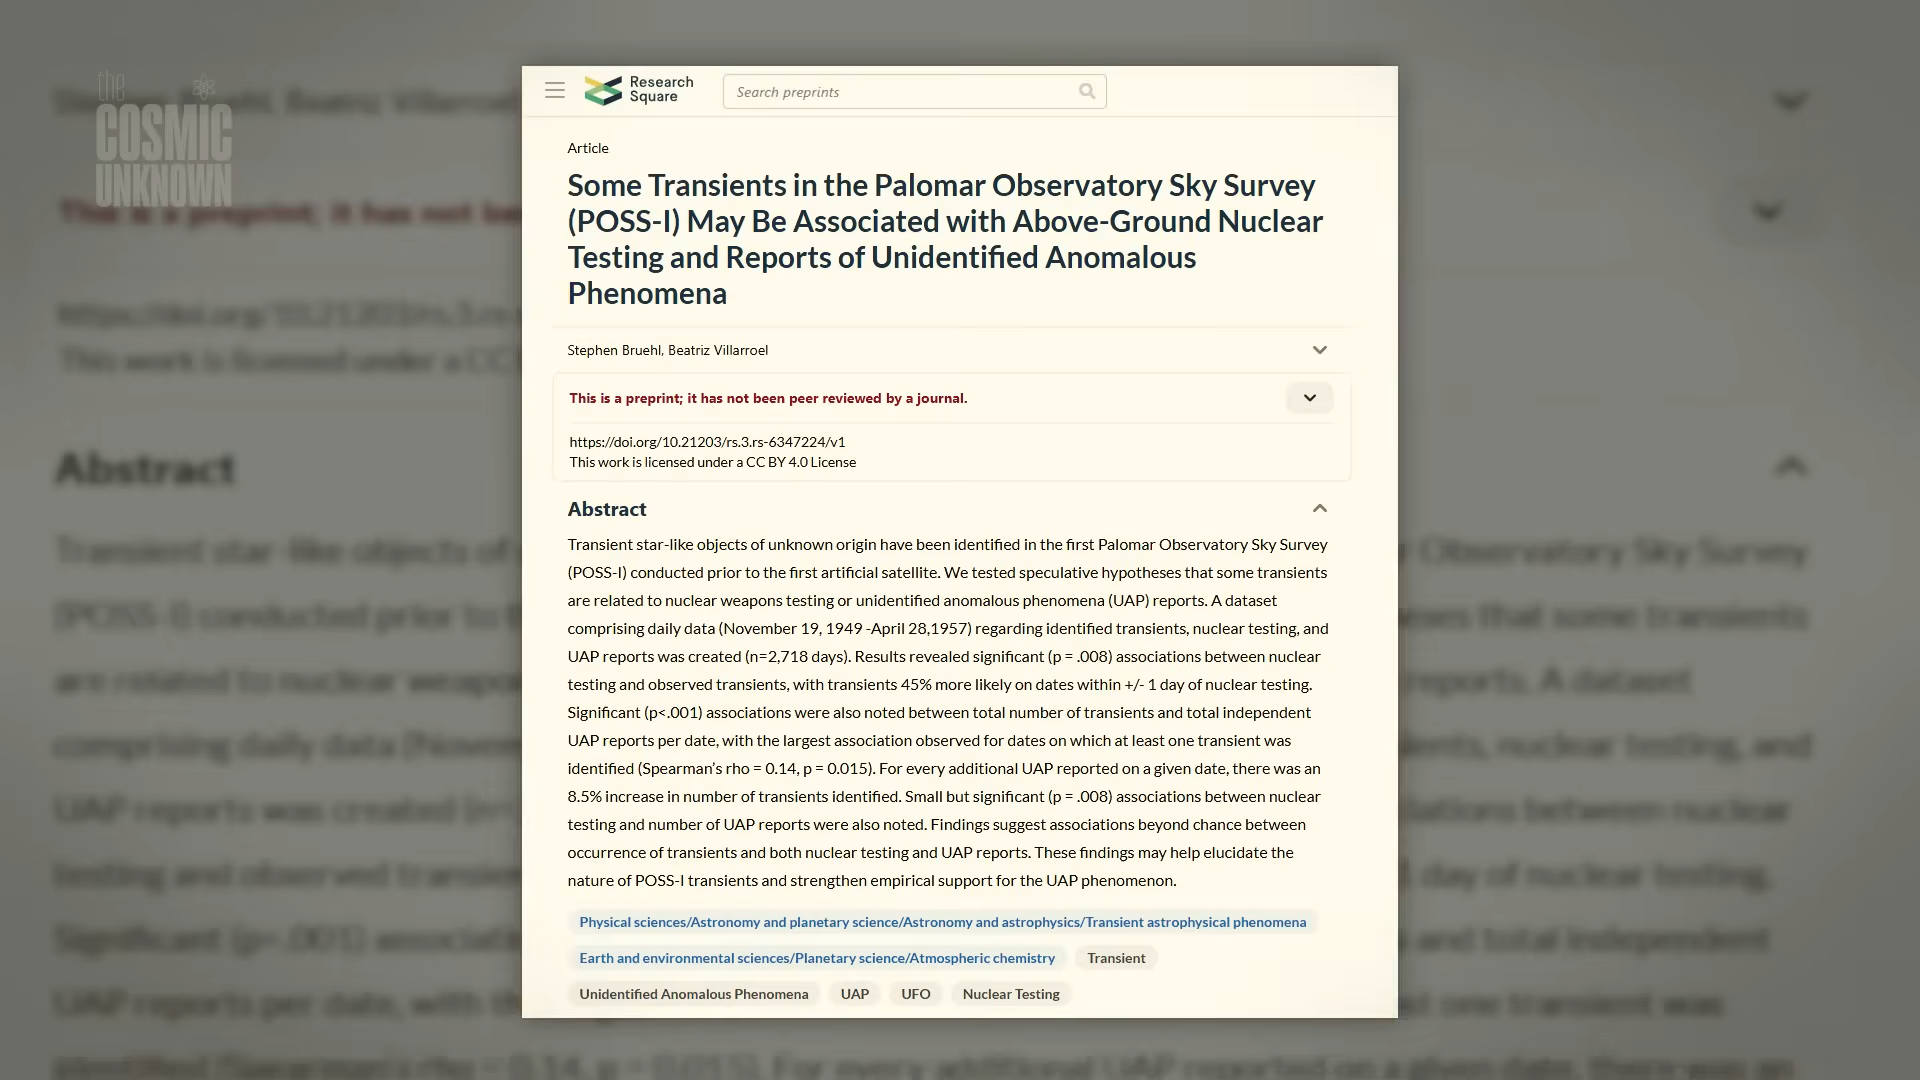 the
COSMIC
UNKNOWN
Research
Square
Search preprints
Article
Some Transients in the Palomar Observatory Sky Survey
(POSS-I) May Be Associated with Above-Ground Nuclear
Testing and Reports of Unidentified Anomalous
Phenomena
Stephen Bruehl, Beatriz Villarroel
This is a preprint; it has not been peer reviewed by a journal.
https://doi.org/10.21203/rs.3.rs-6347224/v1
This work is licensed under a CC BY 4.0 License
Abstract
Transient star-like objects of unknown origin have been identified in the first Palomar Observatory Sky Survey
(POSS-I) conducted prior to the first artificial satellite. We tested speculative hypotheses that some transients
are related to nuclear weapons testing or unidentified anomalous phenomena (UAP) reports. A dataset
comprising daily data (November 19, 1949 -April 28,1957) regarding identified transients, nuclear testing, and
UAP reports was created (n=2,718 days). Results revealed significant (p = .008) associations between nuclear
testing and observed transients, with transients 45% more likely on dates within +/- 1 day of nuclear testing.
Significant (p<.001) associations were also noted between total number of transients and total independent
UAP reports per date, with the largest association observed for dates on which at least one transient was
identified (Spearman's rho = 0.14, p = 0.015). For every additional UAP reported on a given date, there was an
8.5% increase in number of transients identified. Small but significant (p = .008) associations between nuclear
testing and number of UAP reports were also noted. Findings suggest associations beyond chance between
occurrence of transients and both nuclear testing and UAP reports. These findings may help elucidate the
nature of POSS-I transients and strengthen empirical support for the UAP phenomenon.
Physical sciences/Astronomy and planetary science/Astronomy and astrophysics/Transient astrophysical phenomena
Earth and environmental sciences/Planetary science/Atmospheric chemistry Transient
Unidentified Anomalous Phenomena UAP UFO Nuclear Testing